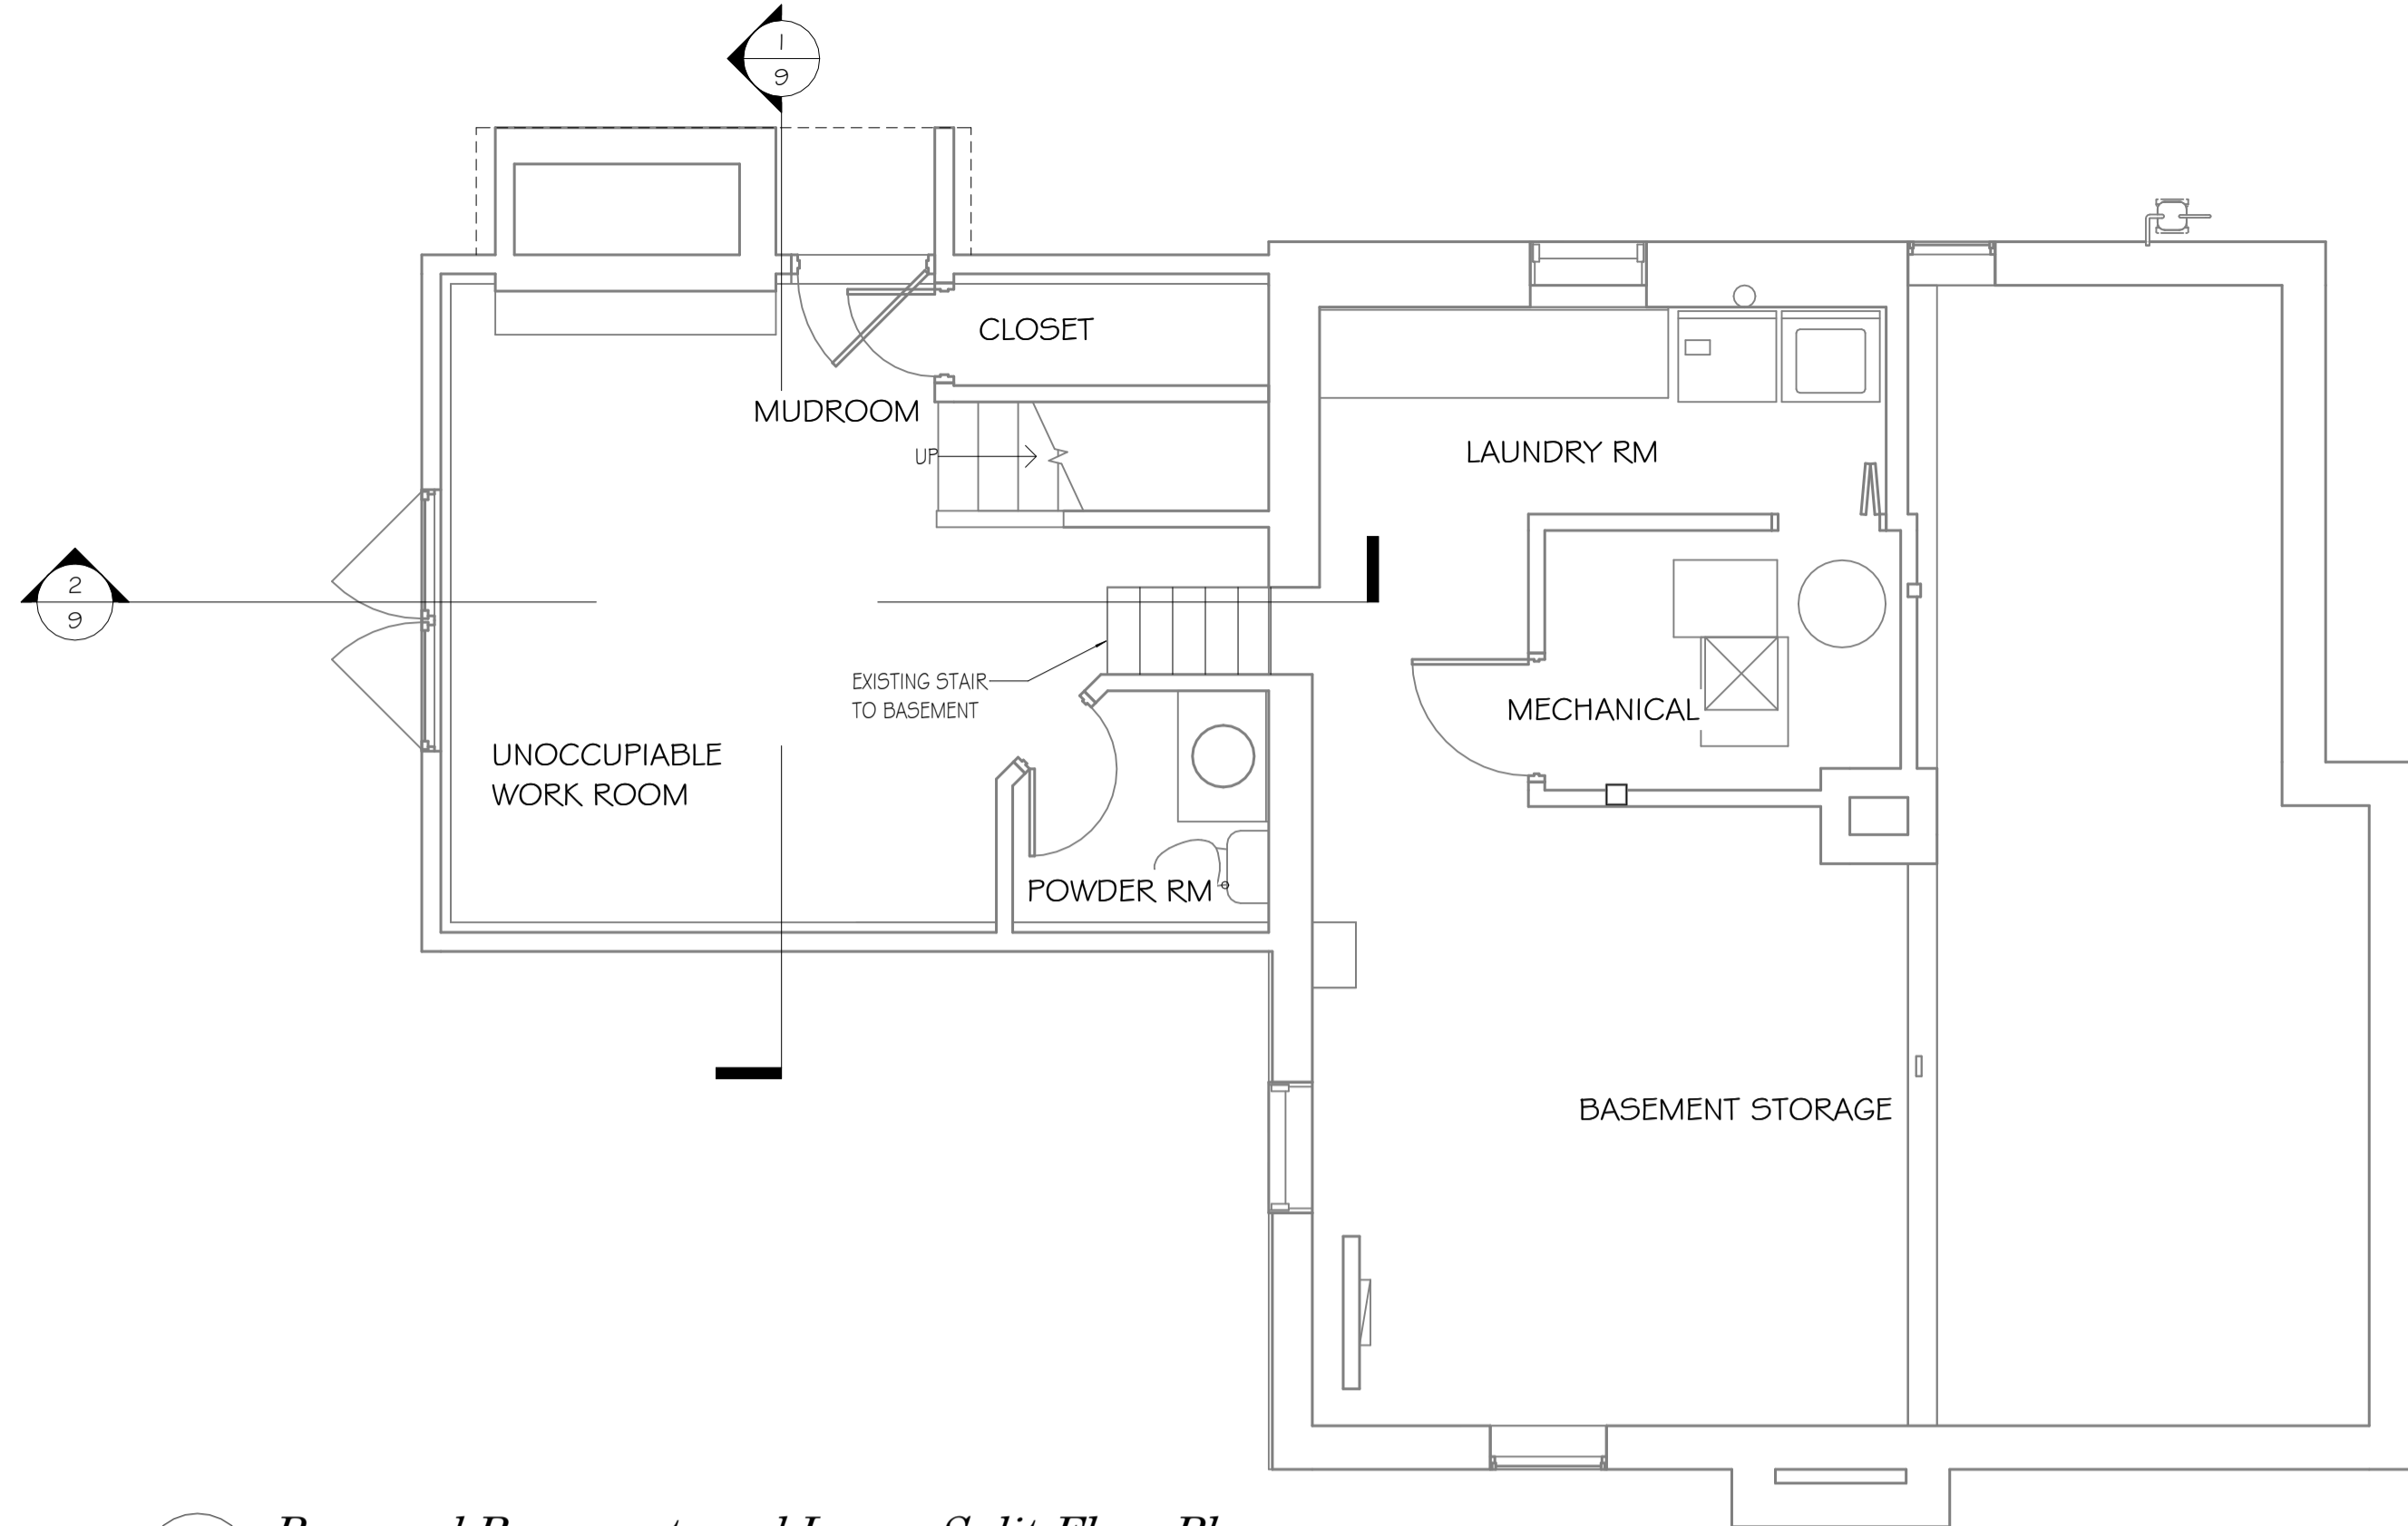 1
9
CLOSET
MUDROOM
UP
LAUNDRY RM
2
9
EXISTING STAIR
TO BASEMENT
MECHANICAL
UNOCCUPIABLE
WORK ROOM
POWDER RM
BASEMENT STORAGE